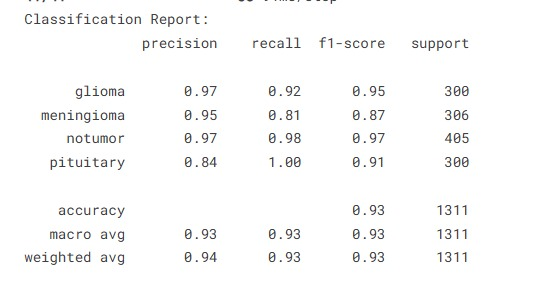 Classification Report:
precision recall f1-score support
glioma 0.97 0.92 0.95 300
meningioma 0.95 0.81 0.87 306
notumor 0.97 0.98 0.97 405
pituitary 0.84 1.00 0.91 300
accuracy 0.93 1311
macro avg 0.93 0.93 0.93 1311
weighted avg 0.94 0.93 0.93 1311